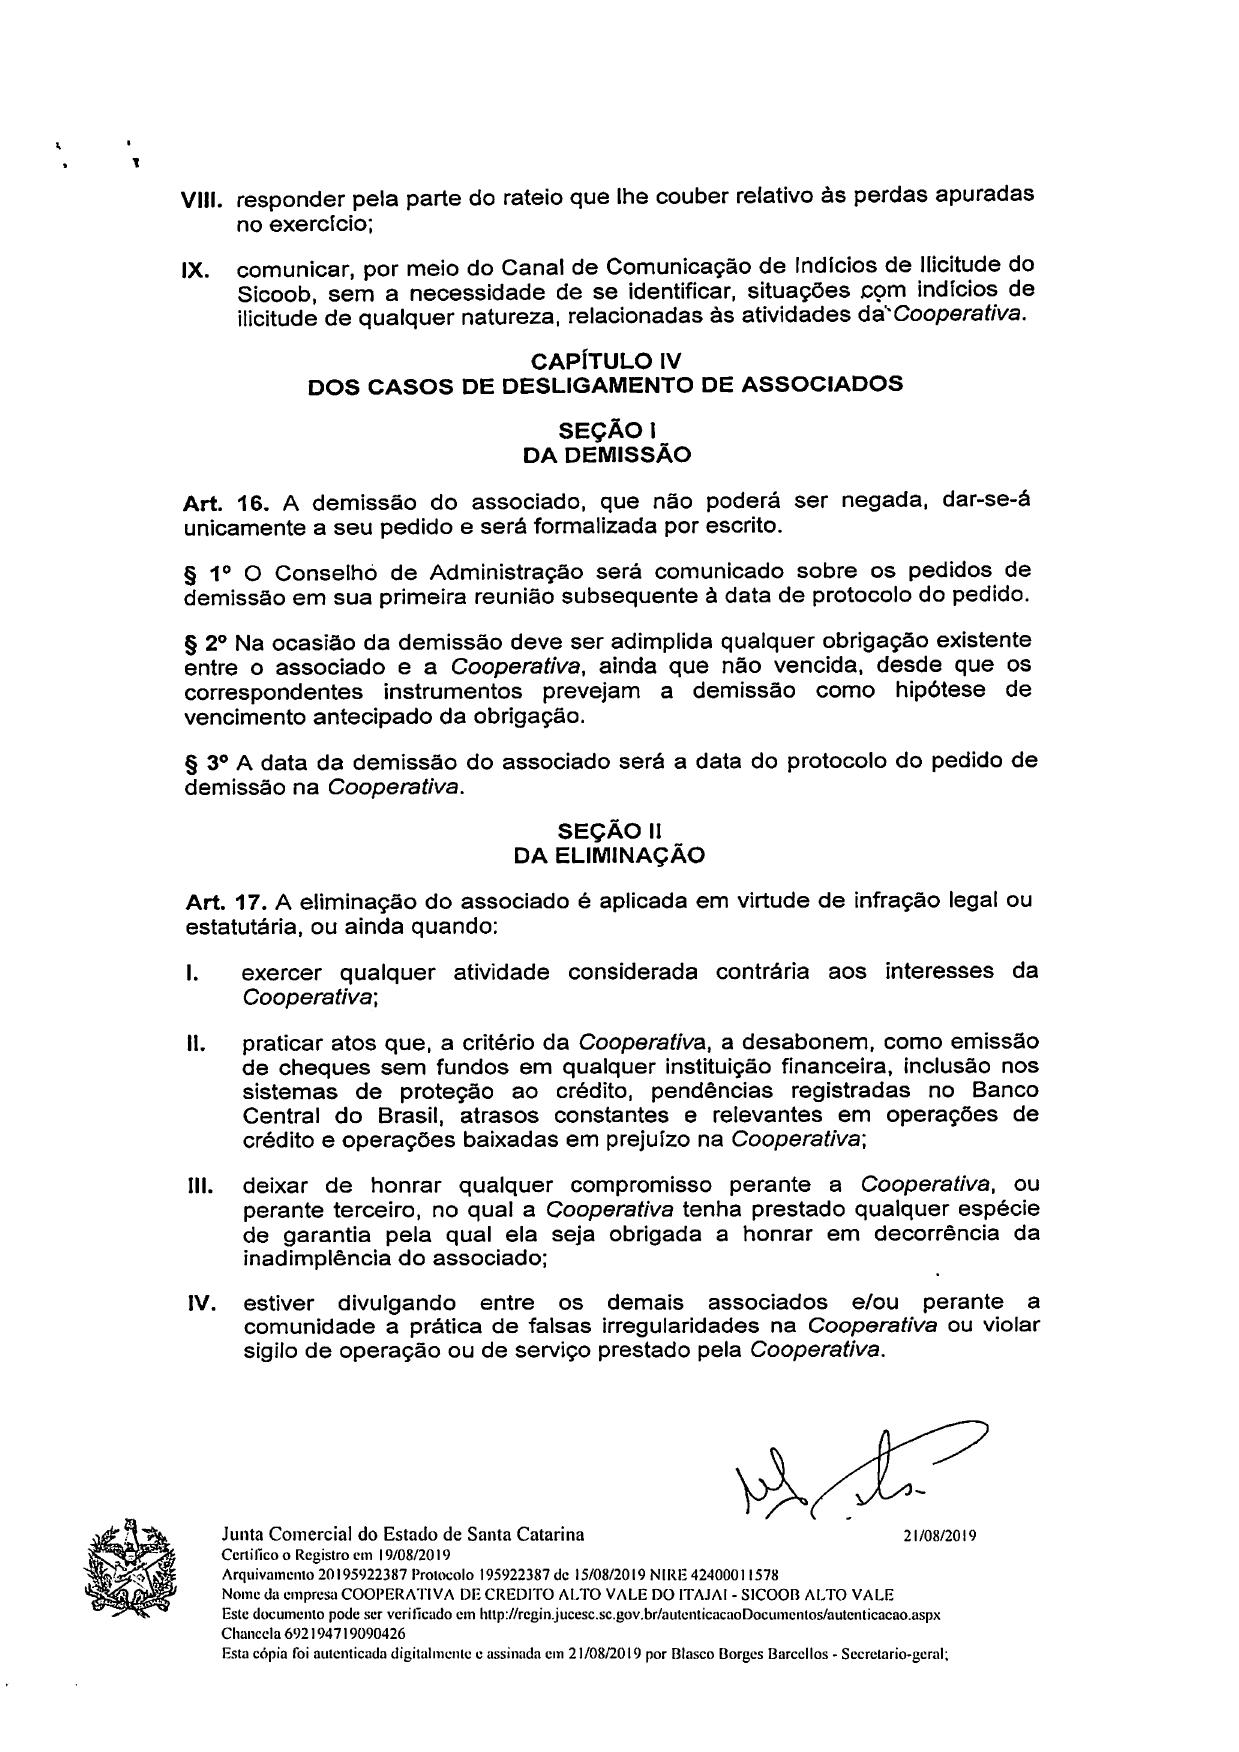 VIII. responder pela parte do rateio que lhe couber relativo às perdas apuradas
no exercício;
IX. comunicar, por meio do Canal de Comunicação de Indícios de Ilicitude do
Sicoob, sem a necessidade de se identificar, situações com indícios de
ilicitude de qualquer natureza, relacionadas às atividades da Cooperativa.
CAPÍTULO IV
DOS CASOS DE DESLIGAMENTO DE ASSOCIADOS
SEÇÃO I
DA DEMISSÃO
Art. 16. A demissão do associado, que não poderá ser negada, dar-se-á
unicamente a seu pedido e será formalizada por escrito.
§ 1º O Conselho de Administração será comunicado sobre os pedidos de
demissão em sua primeira reunião subsequente à data de protocolo do pedido.
§ 2º Na ocasião da demissão deve ser adimplida qualquer obrigação existente
entre o associado e a Cooperativa, ainda que não vencida, desde que os
correspondentes instrumentos prevejam a demissão como hipótese de
vencimento antecipado da obrigação.
§ 3º A data da demissão do associado será a data do protocolo do pedido de
demissão na Cooperativa.
SEÇÃO II
DA ELIMINAÇÃO
Art. 17. A eliminação do associado é aplicada em virtude de infração legal ou
estatutária, ou ainda quando:
I. exercer qualquer atividade considerada contrária aos interesses da
Cooperativa;
II. praticar atos que, a critério da Cooperativa, a desabonem, como emissão
de cheques sem fundos em qualquer instituição financeira, inclusão nos
sistemas de proteção ao crédito, pendências registradas no Banco
Central do Brasil, atrasos constantes e relevantes em operações de
crédito e operações baixadas em prejuízo na Cooperativa;
III. deixar de honrar qualquer compromisso perante a Cooperativa, ou
perante terceiro, no qual a Cooperativa tenha prestado qualquer espécie
de garantia pela qual ela seja obrigada a honrar em decorrência da
inadimplência do associado;
IV. estiver divulgando entre os demais associados e/ou perante a
comunidade a prática de falsas irregularidades na Cooperativa ou violar
sigilo de operação ou de serviço prestado pela Cooperativa.
Junta Comercial do Estado de Santa Catarina 21/08/2019
Certifico o Registro em 19/08/2019
Arquivamento 20195922387 Protocolo 195922387 de 15/08/2019 NIRE 42400011578
Nome da empresa COOPERATIVA DE CREDITO ALTO VALE DO ITAJAI - SICOOB ALTO VALE
Este documento pode ser verificado em http://regin.jucesc.sc.gov.br/autenticacaoDocumentos/autenticacao.aspx
Chancela 692194719090426
Esta cópia foi autenticada digitalmente e assinada em 21/08/2019 por Blasco Borges Barcellos - Secretario-geral;